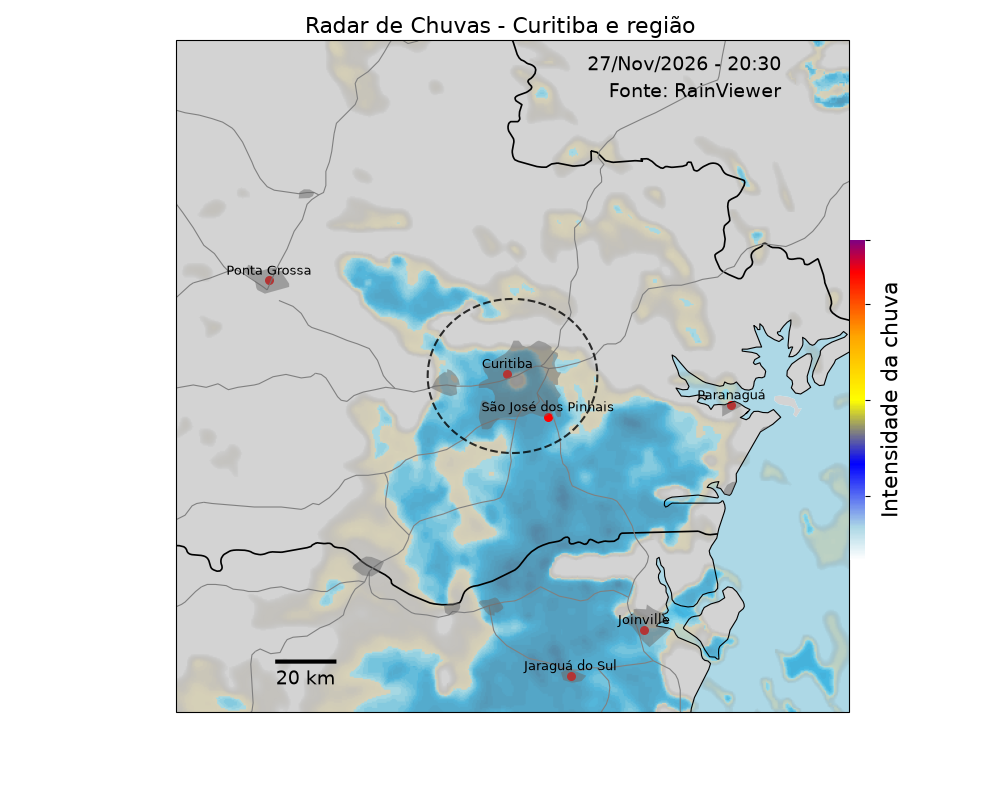 Radar de Chuvas - Curitiba e região
27/Nov/2026 - 20:30
Fonte: RainViewer
Ponta Grossa
Curitiba
Paranaguá
São José dos Pinhais
Joinville
Jaraguá do Sul
20 km
Intensidade da chuva